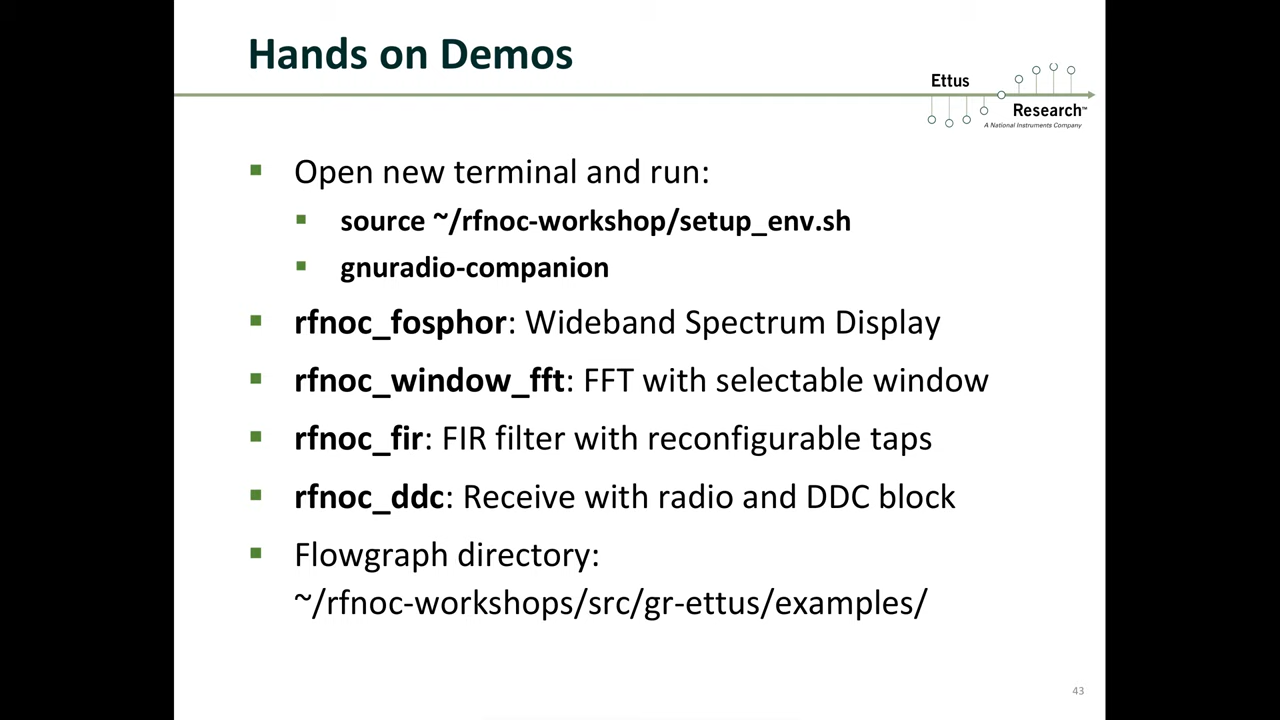 Hands on Demos
Ettus
Research™
A National Instruments Company
Open new terminal and run:
source ~/rfnoc-workshop/setup_env.sh
gnuradio-companion
rfnoc_fosphor: Wideband Spectrum Display
rfnoc_window_fft: FFT with selectable window
rfnoc_fir: FIR filter with reconfigurable taps
rfnoc_ddc: Receive with radio and DDC block
Flowgraph directory:
~/rfnoc-workshops/src/gr-ettus/examples/
43